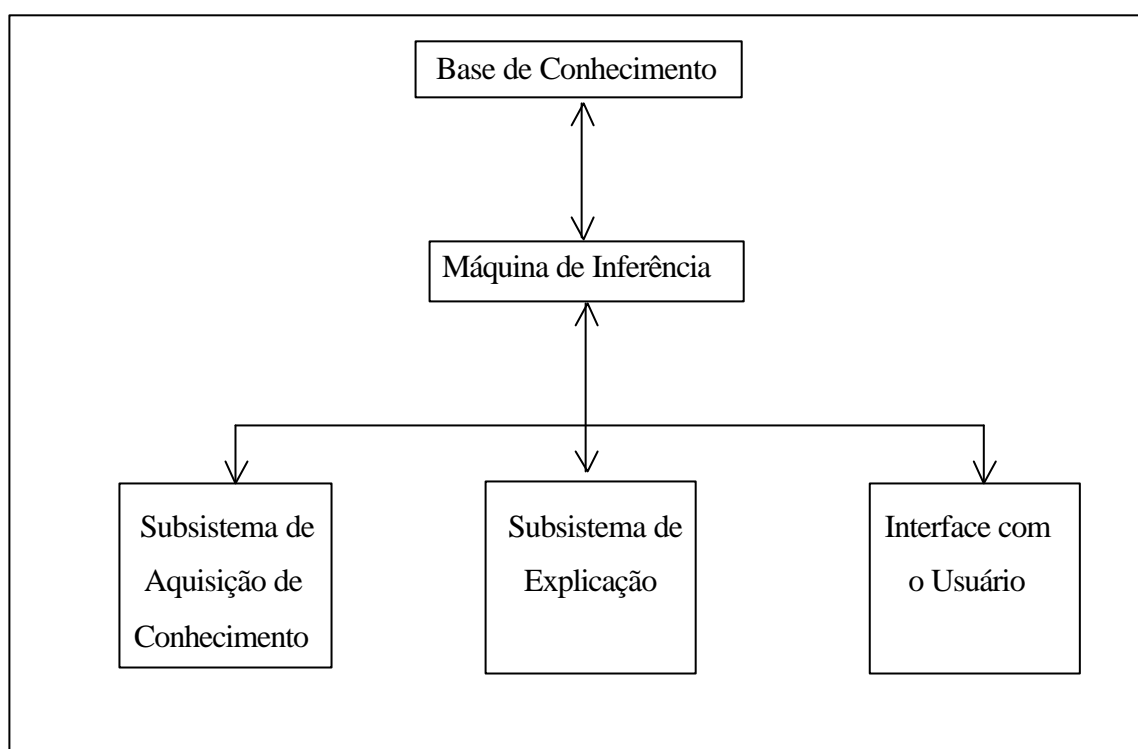 Base de Conhecimento
Máquina de Inferência
Subsistema de
Aquisição de
Conhecimento
Subsistema de
Explicação
Interface com
o Usuário